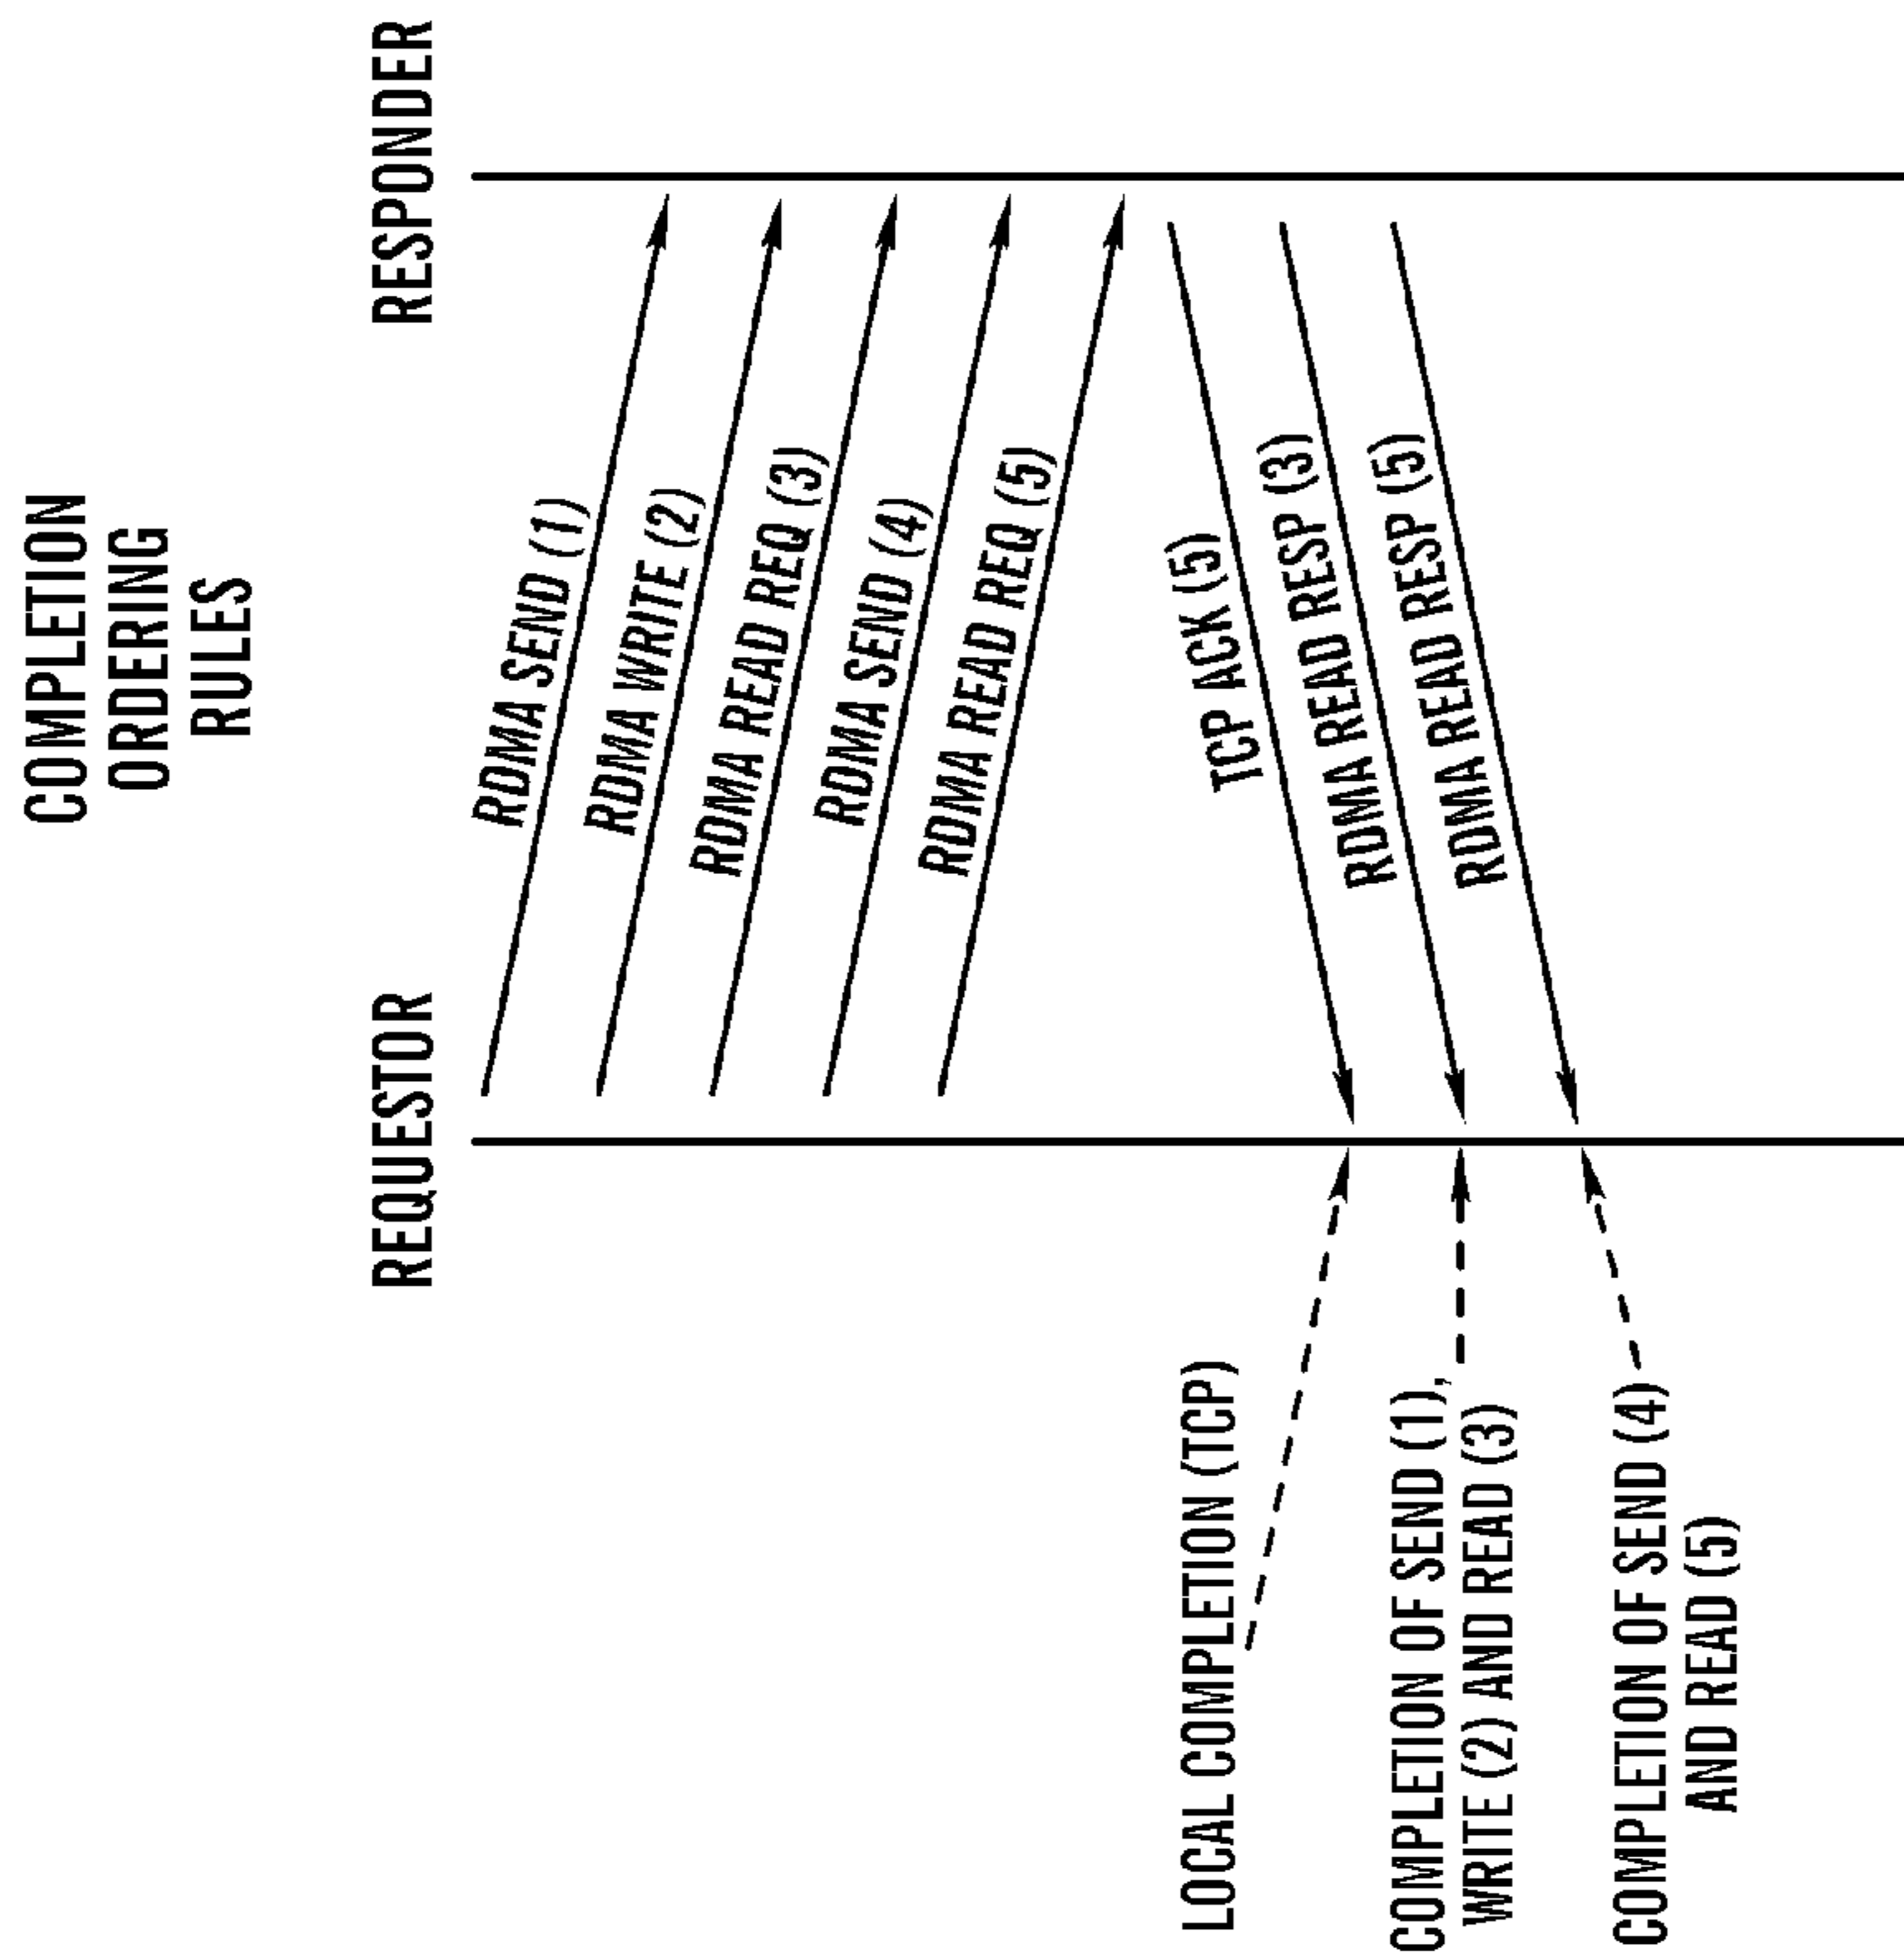 COMPLETION
ORDERING
RULES
REQUESTOR
RESPONDER
RDMA SEND (1)
RDMA WRITE (2)
RDMA READ REQ (3)
RDMA SEND (4)
RDMA READ REQ (5)
TCP ACK (5)
RDMA READ RESP (3)
RDMA READ RESP (5)
LOCAL COMPLETION (TCP)
COMPLETION OF SEND (1),
WRITE (2) AND READ (3)
COMPLETION OF SEND (4)
AND READ (5)